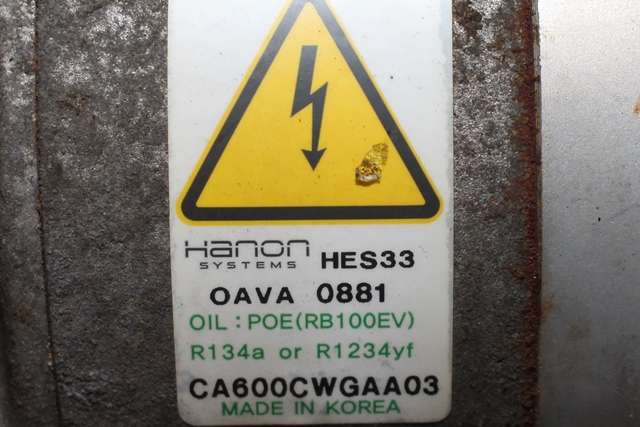 Hanon
SYSTEMS
HES33
OAVA 0881
OIL : POE(RB100EV)
R134a or R1234yf
CA600CWGAA03
MADE IN KOREA